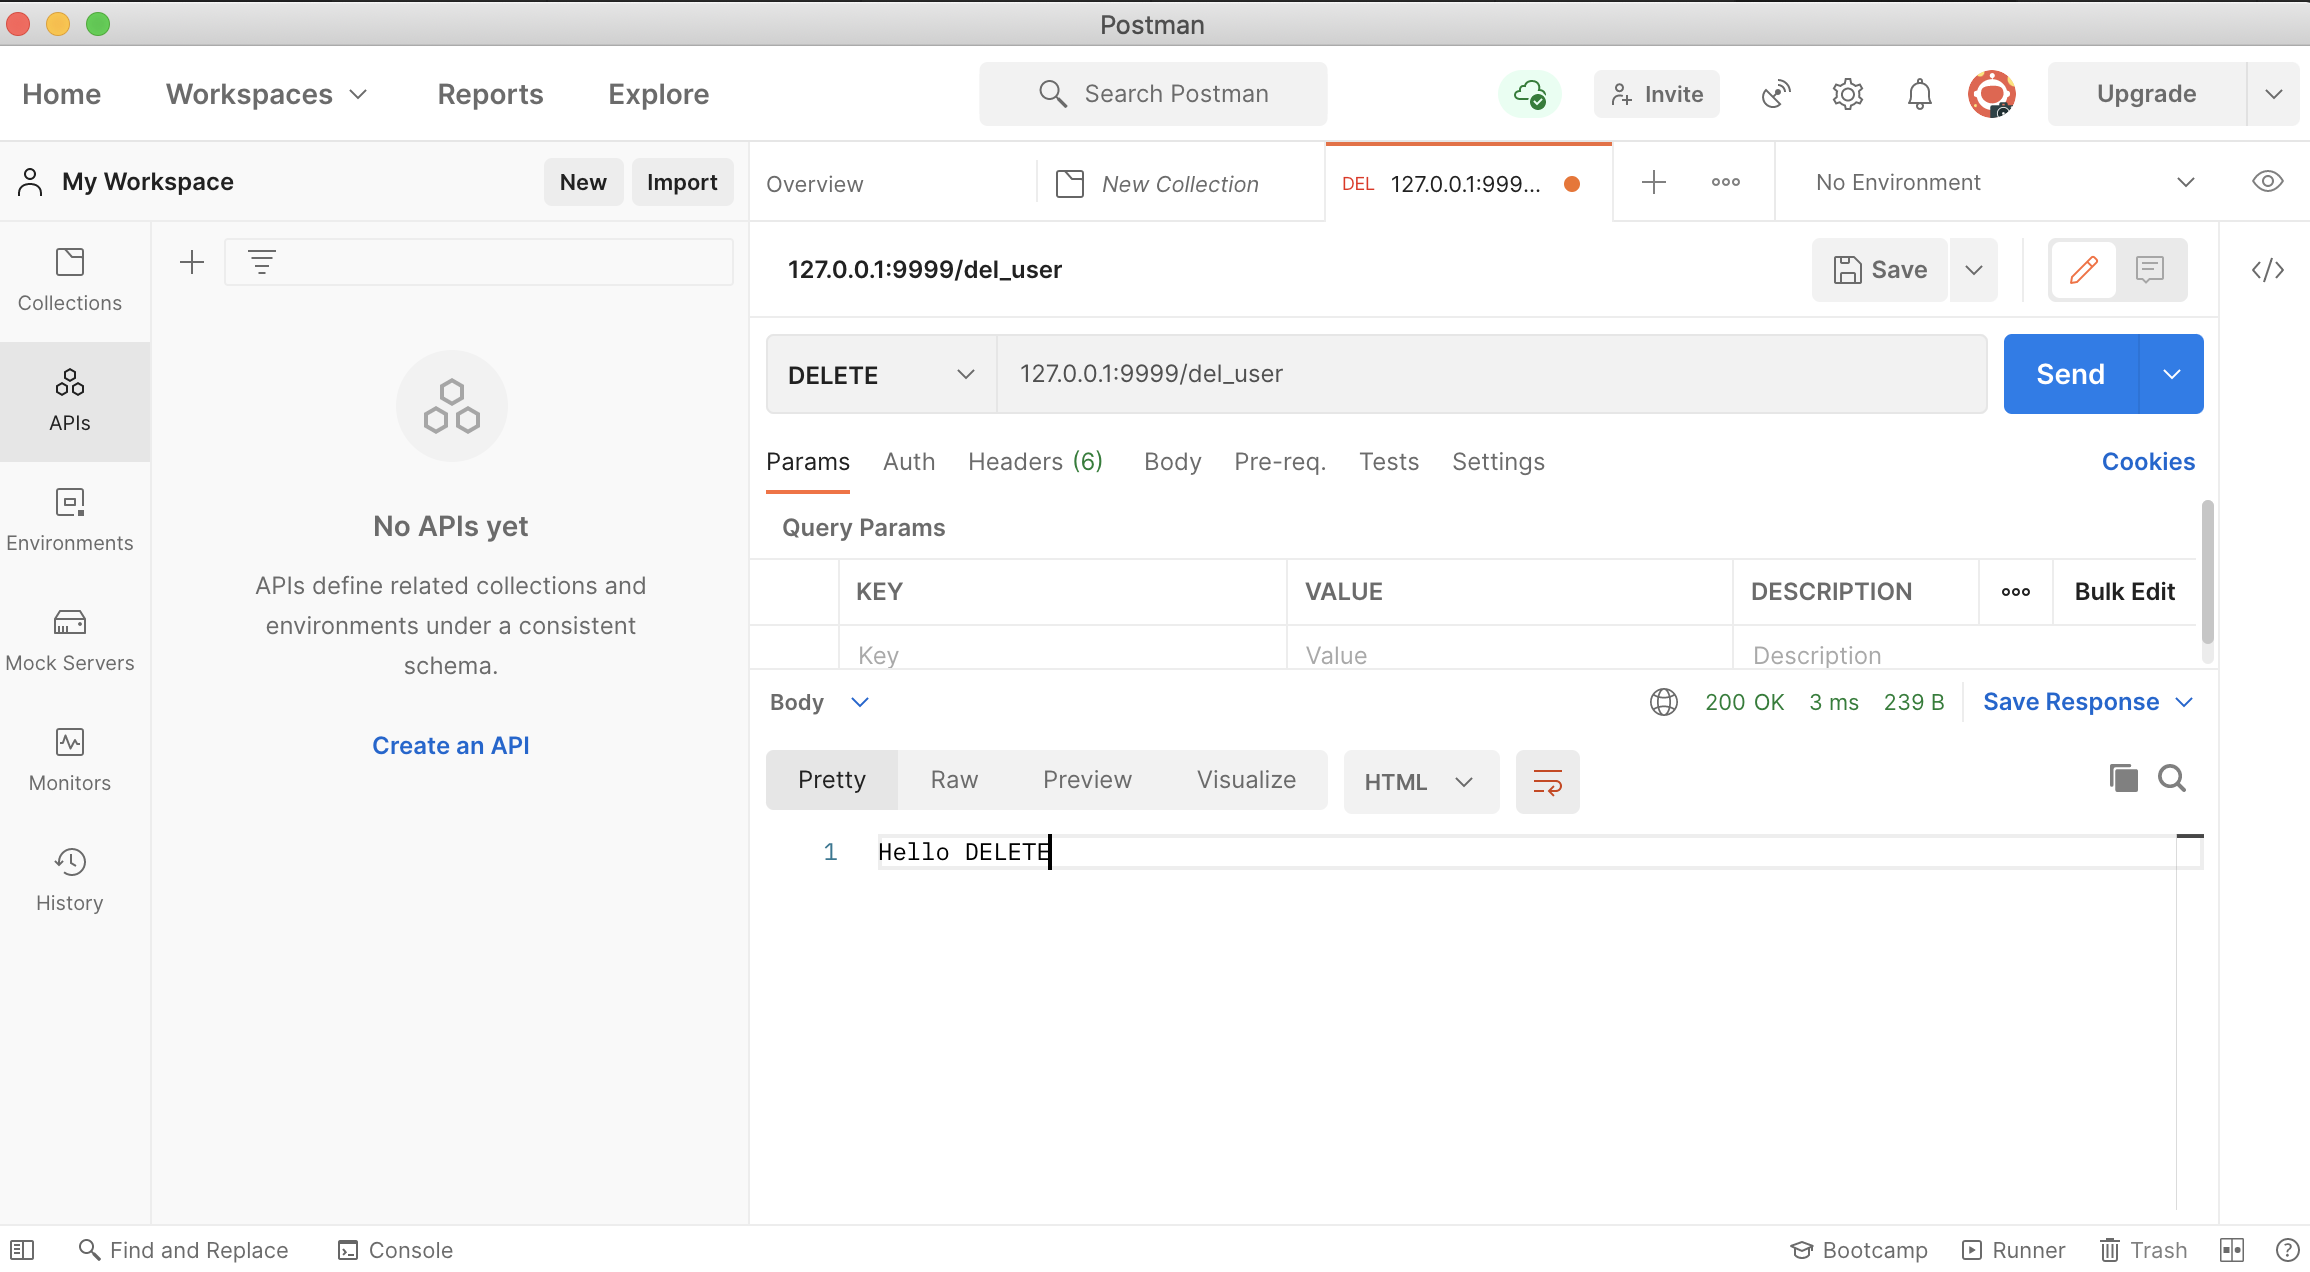 Postman
Home Workspaces Reports Explore Search Postman Invite Upgrade
My Workspace New Import Overview New Collection DEL 127.0.0.1:999... No Environment
127.0.0.1:9999/del_user Save
Collections
APIs
Environments
Mock Servers
Monitors
History
No APIs yet
APIs define related collections and
environments under a consistent
schema.
Create an API
DELETE 127.0.0.1:9999/del_user Send
Params Auth Headers (6) Body Pre-req. Tests Settings Cookies
Query Params
KEY VALUE DESCRIPTION Bulk Edit
Key Value Description
Body 200 OK 3 ms 239 B Save Response
Pretty Raw Preview Visualize HTML
1 Hello DELETE
Find and Replace Console Bootcamp Runner Trash